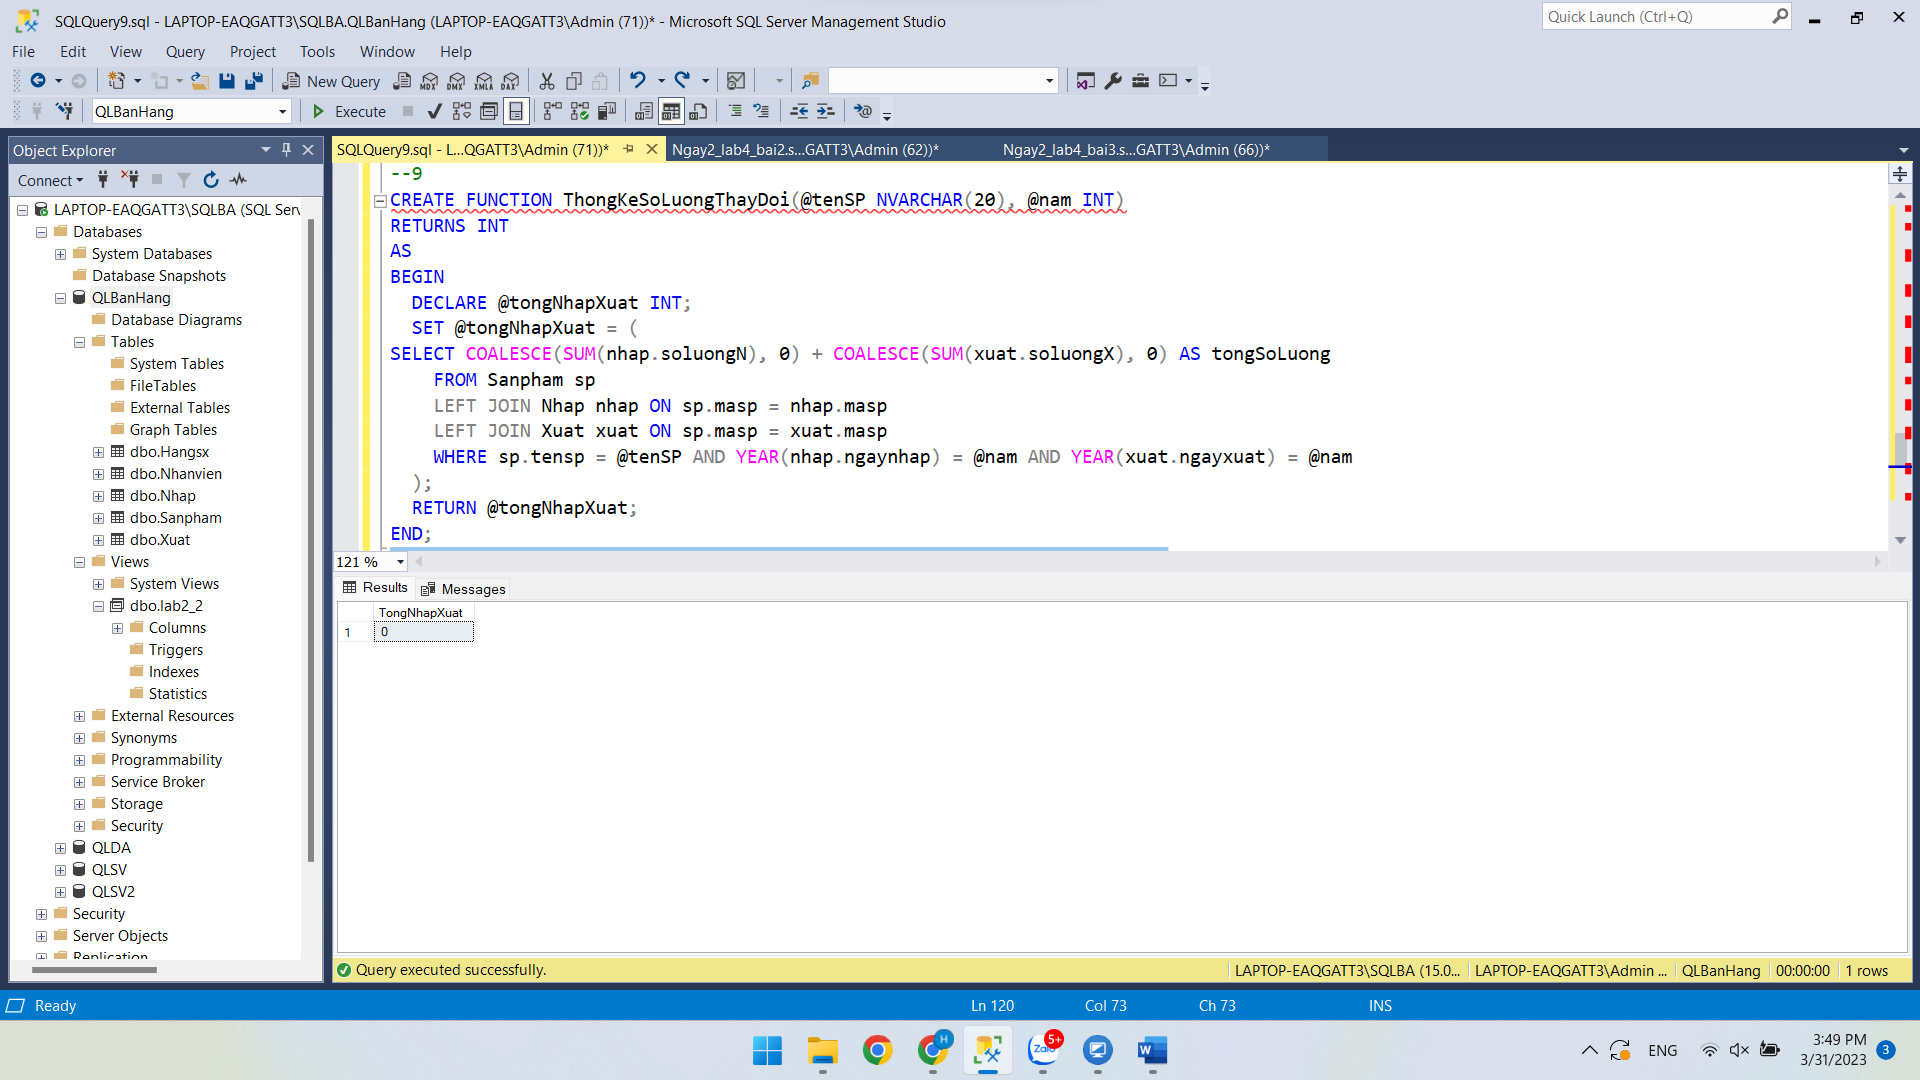 SQLQuery9.sql - LAPTOP-EAQGATT3\SQLBA.QLBanHang (LAPTOP-EAQGATT3\Admin (71))* - Microsoft SQL Server Management Studio
Quick Launch (Ctrl+Q)
File Edit View Query Project Tools Window Help
New Query MDX DMX XMLA DAX
QLBanHang Execute
Object Explorer
Connect
LAPTOP-EAQGATT3\SQLBA (SQL Serv
Databases
System Databases
Database Snapshots
QLBanHang
Database Diagrams
Tables
System Tables
FileTables
External Tables
Graph Tables
dbo.Hangsx
dbo.Nhanvien
dbo.Nhap
dbo.Sanpham
dbo.Xuat
Views
System Views
dbo.lab2_2
Columns
Triggers
Indexes
Statistics
External Resources
Synonyms
Programmability
Service Broker
Storage
Security
QLDA
QLSV
QLSV2
Security
Server Objects
Replication
SQLQuery9.sql - L...QGATT3\Admin (71))* Ngay2_lab4_bai2.s...GATT3\Admin (62))* Ngay2_lab4_bai3.s...GATT3\Admin (66))*
--9
CREATE FUNCTION ThongKeSoLuongThayDoi(@tenSP NVARCHAR(20), @nam INT)
RETURNS INT
AS
BEGIN
DECLARE @tongNhapXuat INT;
SET @tongNhapXuat = (
SELECT COALESCE(SUM(nhap.soluongN), 0) + COALESCE(SUM(xuat.soluongX), 0) AS tongSoLuong
FROM Sanpham sp
LEFT JOIN Nhap nhap ON sp.masp = nhap.masp
LEFT JOIN Xuat xuat ON sp.masp = xuat.masp
WHERE sp.tensp = @tenSP AND YEAR(nhap.ngaynhap) = @nam AND YEAR(xuat.ngayxuat) = @nam
);
RETURN @tongNhapXuat;
END;
121 %
Results Messages
TongNhapXuat
1 0
Query executed successfully. LAPTOP-EAQGATT3\SQLBA (15.0... LAPTOP-EAQGATT3\Admin ... QLBanHang 00:00:00 1 rows
Ready Ln 120 Col 73 Ch 73 INS
H Zalo 5+ W ENG 3:49 PM
3/31/2023 3